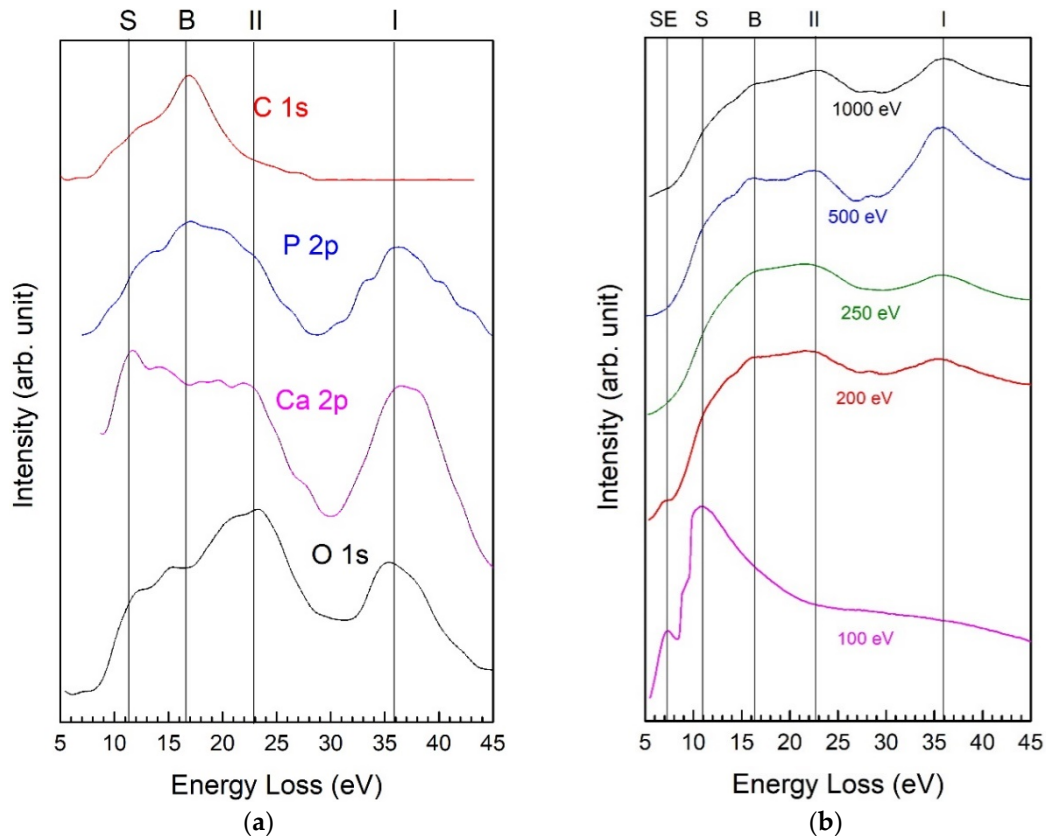 S B II I
C 1s
P 2p
Ca 2p
O 1s
Intensity (arb. unit)
5 10 15 20 25 30 35 40 45
Energy Loss (eV)
(a)
SE S B II I
1000 eV
500 eV
250 eV
200 eV
100 eV
Intensity (arb. unit)
5 10 15 20 25 30 35 40 45
Energy Loss (eV)
(b)